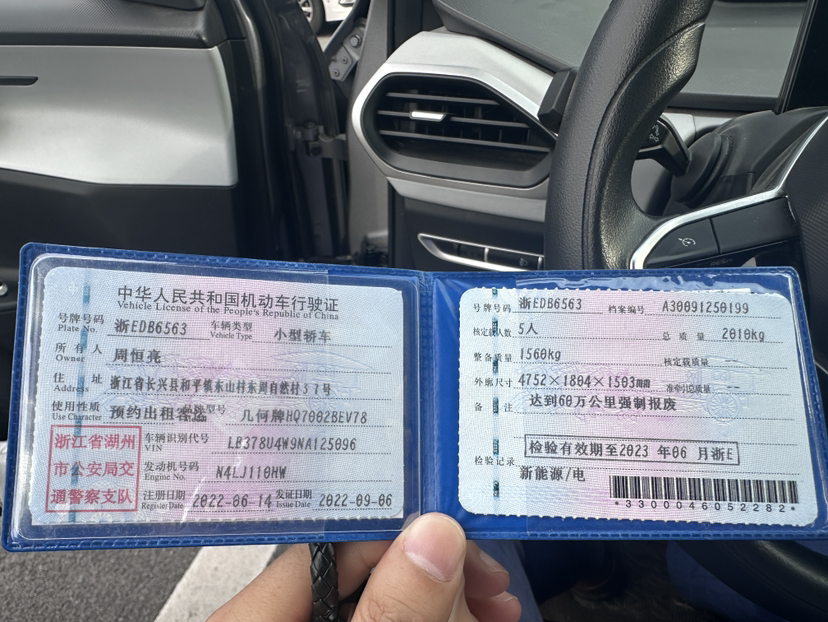 中华人民共和国机动车行驶证
Vehicle License of the People's Republic of China
号牌号码 浙EDB6563 车辆类型 小型轿车
Plate No. Vehicle Type
所有人 周恒亮
Owner
住址 浙江省长兴县和平镇东山村东周自然村57号
Address
使用性质 预约出租客运 品牌型号 几何牌HQ7002BEV78
Use Character
浙江省湖州
市公安局交
通警察支队
车辆识别代号 LB378U4W9NA125096
VIN
发动机号码 N4LJ110HW
Engine No.
注册日期 2022-06-14 发证日期 2022-09-06
Register Date Issue Date
号牌号码 浙EDB6563 档案编号 A30091250199
核定载人数 5人 总质量 2010kg
整备质量 1560kg 核定载质量 --
外廓尺寸 4752×1804×1503mm 准牵引总质量 --
备注 达到60万公里强制报废
检验有效期至2023 年06 月浙E
检验记录
新能源/电
*3300046052282*